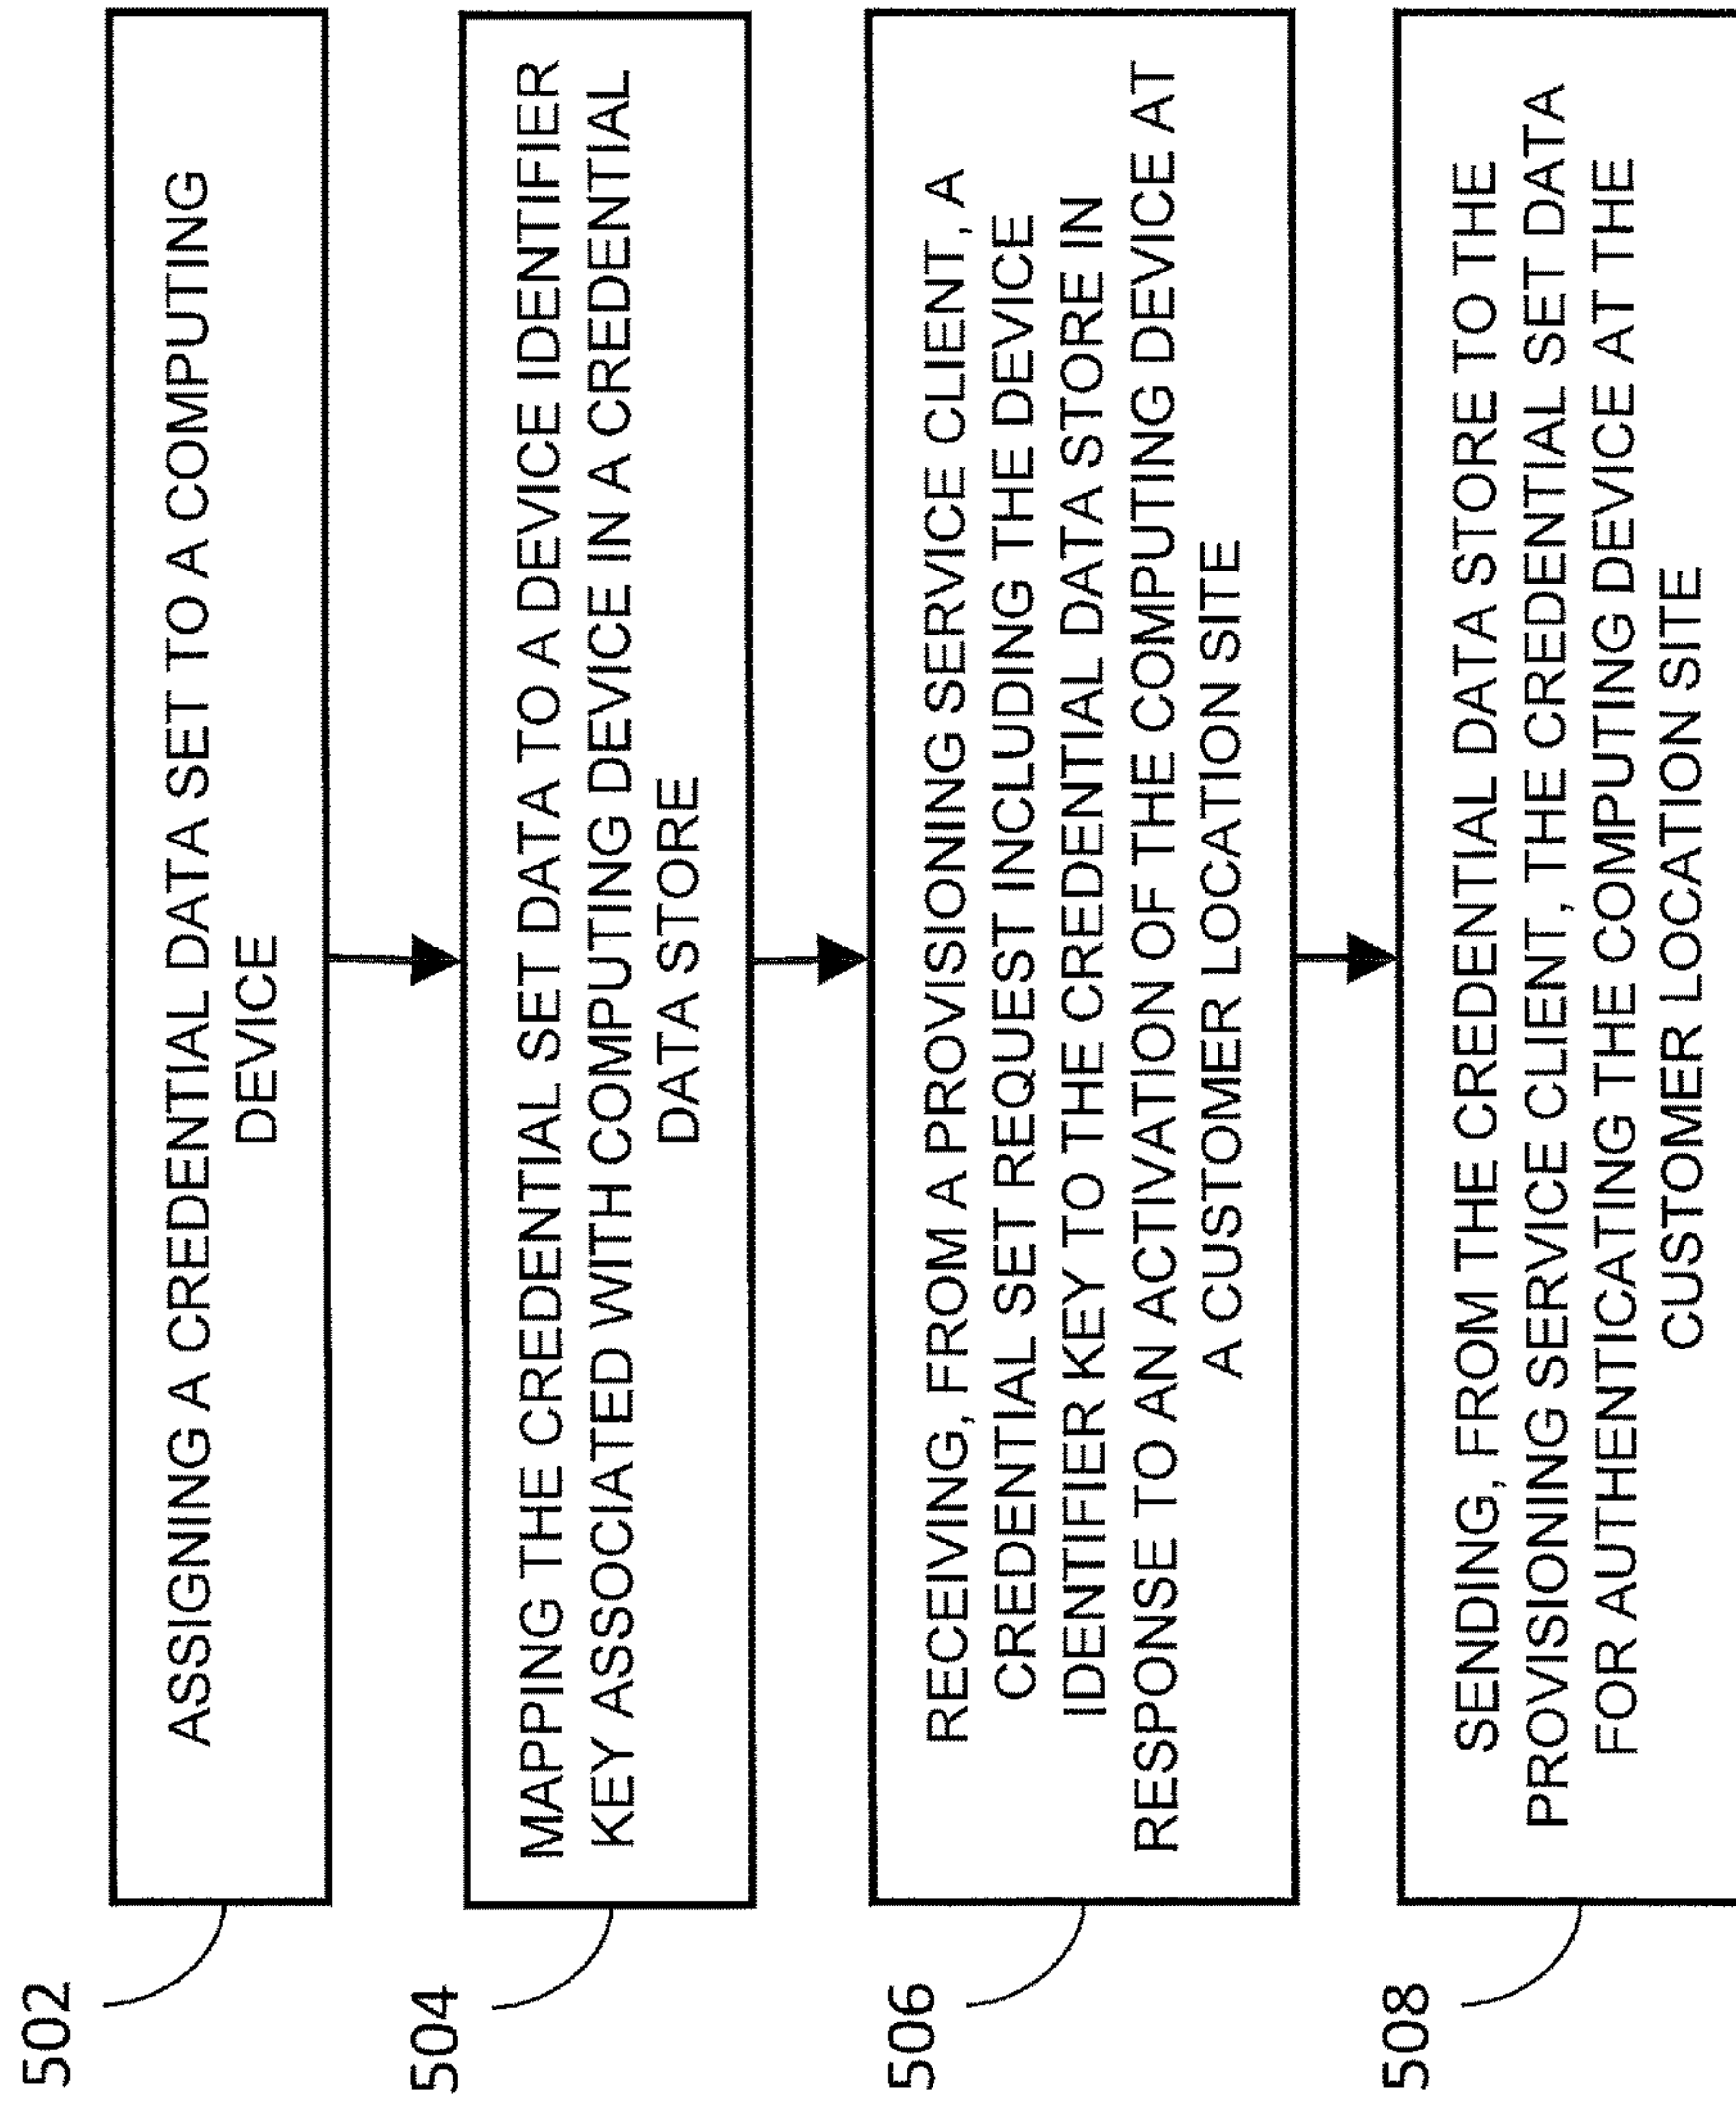 502
ASSIGNING A CREDENTIAL DATA SET TO A COMPUTING
DEVICE
504
MAPPING THE CREDENTIAL SET DATA TO A DEVICE IDENTIFIER
KEY ASSOCIATED WITH COMPUTING DEVICE IN A CREDENTIAL
DATA STORE
506
RECEIVING, FROM A PROVISIONING SERVICE CLIENT, A
CREDENTIAL SET REQUEST INCLUDING THE DEVICE
IDENTIFIER KEY TO THE CREDENTIAL DATA STORE IN
RESPONSE TO AN ACTIVATION OF THE COMPUTING DEVICE AT
A CUSTOMER LOCATION SITE
508
SENDING, FROM THE CREDENTIAL DATA STORE TO THE
PROVISIONING SERVICE CLIENT, THE CREDENTIAL SET DATA
FOR AUTHENTICATING THE COMPUTING DEVICE AT THE
CUSTOMER LOCATION SITE